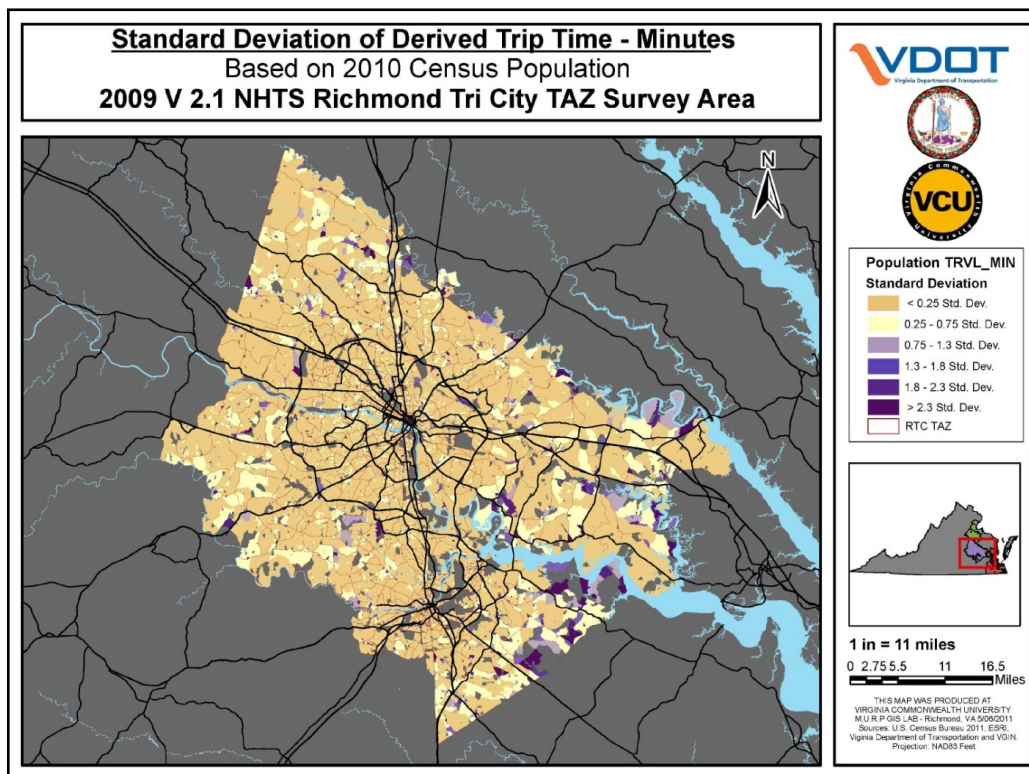 Standard Deviation of Derived Trip Time - Minutes
Based on 2010 Census Population
2009 V 2.1 NHTS Richmond Tri City TAZ Survey Area
N
VDOT
Virginia Department of Transportation
Virginia Commonwealth
VCU
University
Population TRVL_MIN
Standard Deviation
< 0.25 Std. Dev.
0.25 - 0.75 Std. Dev.
0.75 - 1.3 Std. Dev.
1.3 - 1.8 Std. Dev.
1.8 - 2.3 Std. Dev.
> 2.3 Std. Dev.
RTC TAZ
1 in = 11 miles
0 2.75 5.5 11 16.5
Miles
THIS MAP WAS PRODUCED AT
VIRGINIA COMMONWEALTH UNIVERSITY
M.U.R.P GIS LAB - Richmond, VA 5/06/2011
Sources: U.S. Census Bureau 2011, ESRI,
Viginia Department of Transportation and VGIN.
Projection: NAD83 Feet